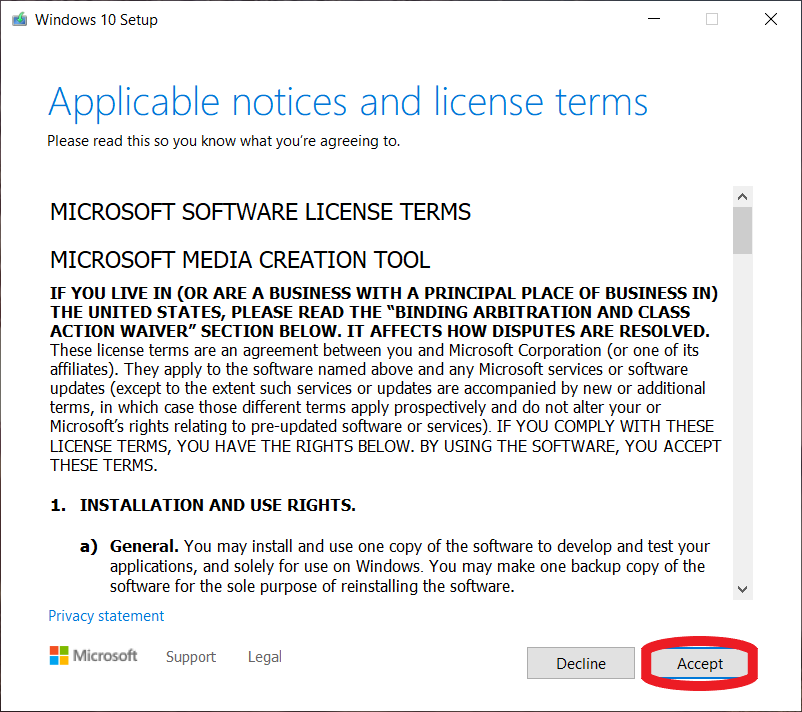 Windows 10 Setup
Applicable notices and license terms
Please read this so you know what you're agreeing to.
MICROSOFT SOFTWARE LICENSE TERMS
MICROSOFT MEDIA CREATION TOOL
IF YOU LIVE IN (OR ARE A BUSINESS WITH A PRINCIPAL PLACE OF BUSINESS IN)
THE UNITED STATES, PLEASE READ THE “BINDING ARBITRATION AND CLASS
ACTION WAIVER” SECTION BELOW. IT AFFECTS HOW DISPUTES ARE RESOLVED.
These license terms are an agreement between you and Microsoft Corporation (or one of its
affiliates). They apply to the software named above and any Microsoft services or software
updates (except to the extent such services or updates are accompanied by new or additional
terms, in which case those different terms apply prospectively and do not alter your or
Microsoft’s rights relating to pre-updated software or services). IF YOU COMPLY WITH THESE
LICENSE TERMS, YOU HAVE THE RIGHTS BELOW. BY USING THE SOFTWARE, YOU ACCEPT
THESE TERMS.
1. INSTALLATION AND USE RIGHTS.
a) General. You may install and use one copy of the software to develop and test your
applications, and solely for use on Windows. You may make one backup copy of the
software for the sole purpose of reinstalling the software.
Privacy statement
Microsoft Support Legal Decline Accept